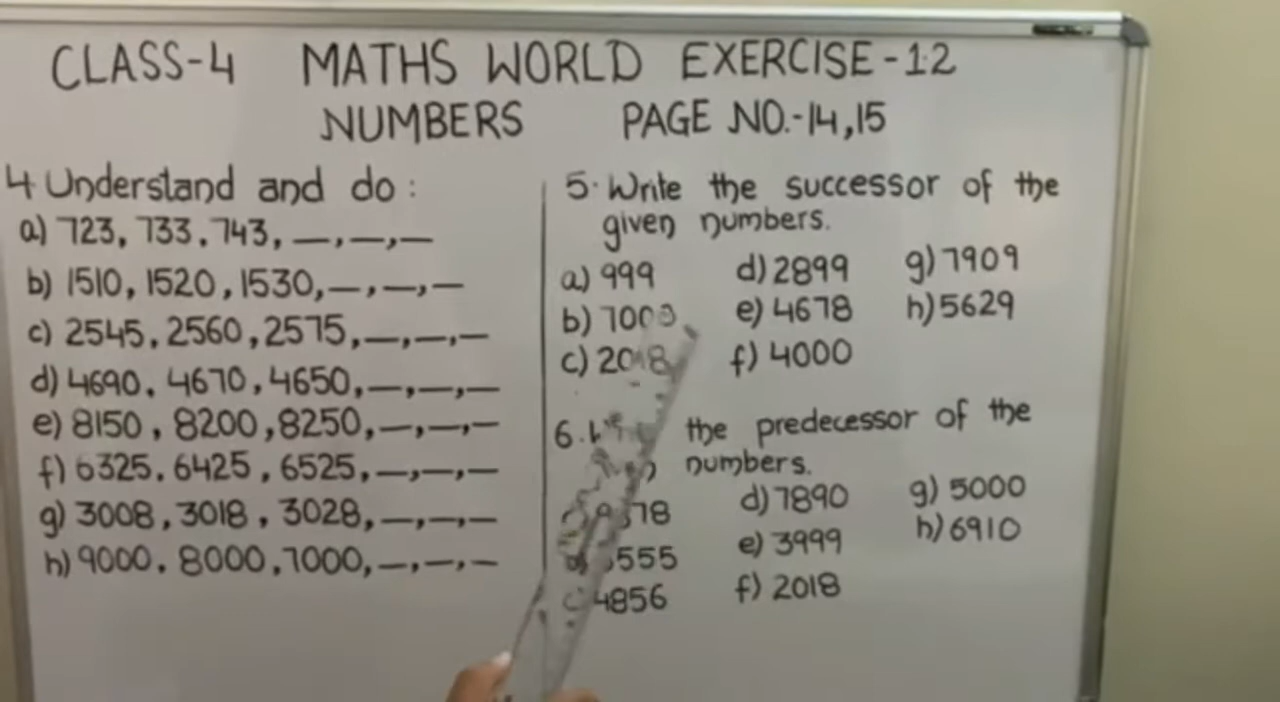 CLASS-4 MATHS WORLD EXERCISE-1.2
NUMBERS PAGE NO.-14,15
4. Understand and do :
a) 723, 733, 743, —, —, —
b) 1510, 1520, 1530, —, —, —
c) 2545, 2560, 2575, —, —, —
d) 4690, 4670, 4650, —, —, —
e) 8150, 8200, 8250, —, —, —
f) 6325, 6425, 6525, —, —, —
g) 3008, 3018, 3028, —, —, —
h) 9000, 8000, 7000, —, —, —
5. Write the successor of the
given numbers.
a) 999 d) 2899 g) 7909
b) e) 4678 h) 5629
c) 2018 f) 4000
6. the predecessor of the
numbers.
d) 7890 g) 5000
e) 3999 h) 6910
c) 4856 f) 2018